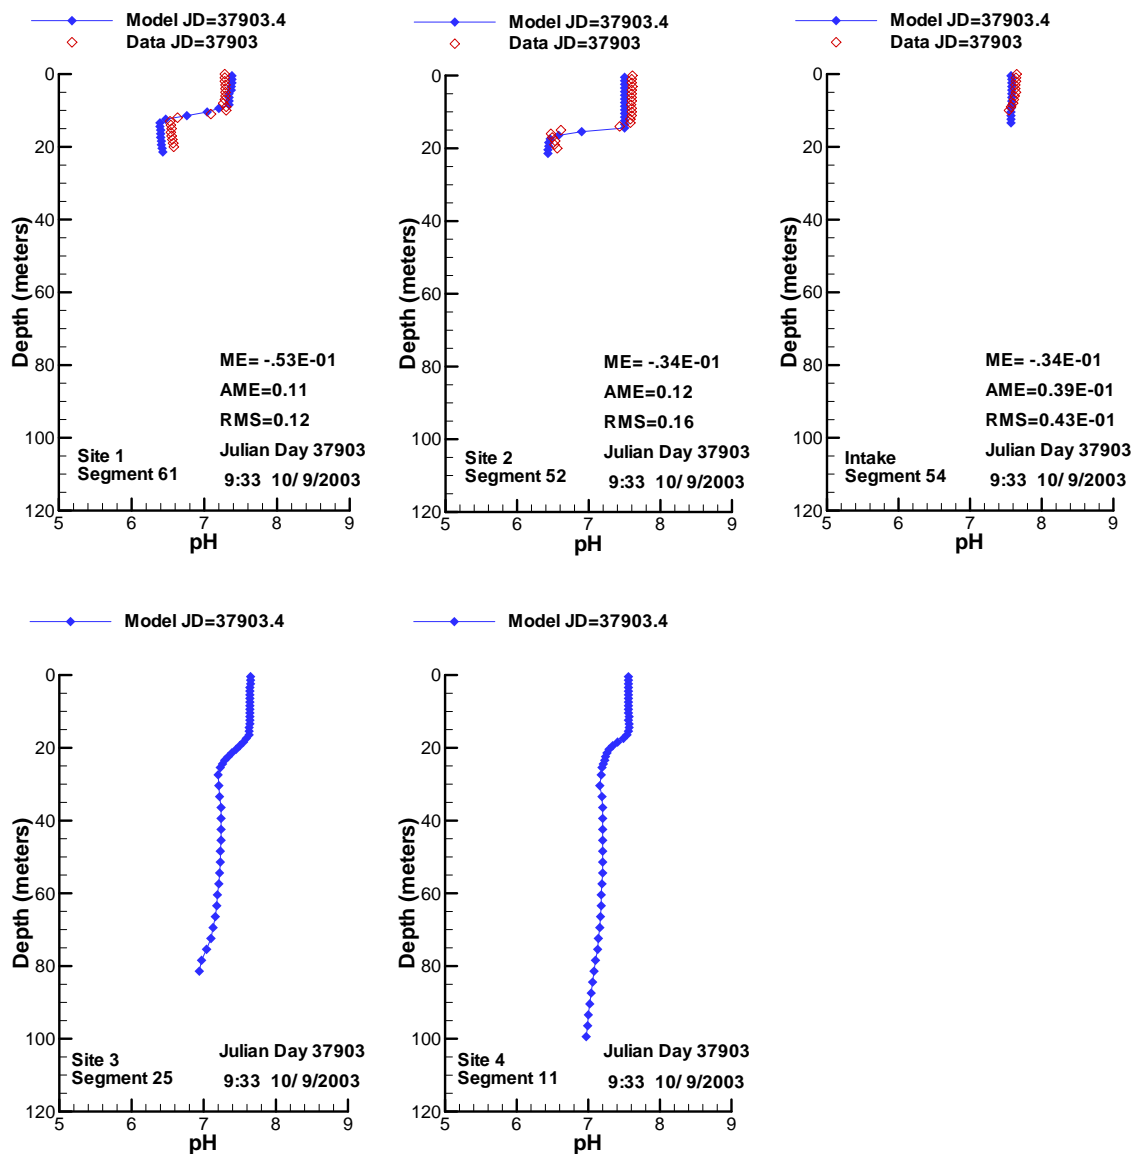 Model JD=37903.4
Data JD=37903
0
20
40
60
80
100
120
Depth (meters)
ME= -.53E-01
AME=0.11
RMS=0.12
Julian Day 37903
9:33 10/ 9/2003
Site 1
Segment 61
5 6 7 8 9
pH
Model JD=37903.4
Data JD=37903
0
20
40
60
80
100
120
Depth (meters)
ME= -.34E-01
AME=0.12
RMS=0.16
Julian Day 37903
9:33 10/ 9/2003
Site 2
Segment 52
5 6 7 8 9
pH
Model JD=37903.4
Data JD=37903
0
20
40
60
80
100
120
Depth (meters)
ME= -.34E-01
AME=0.39E-01
RMS=0.43E-01
Julian Day 37903
9:33 10/ 9/2003
Intake
Segment 54
5 6 7 8 9
pH
Model JD=37903.4
0
20
40
60
80
100
120
Depth (meters)
Julian Day 37903
9:33 10/ 9/2003
Site 3
Segment 25
5 6 7 8 9
pH
Model JD=37903.4
0
20
40
60
80
100
120
Depth (meters)
Julian Day 37903
9:33 10/ 9/2003
Site 4
Segment 11
5 6 7 8 9
pH